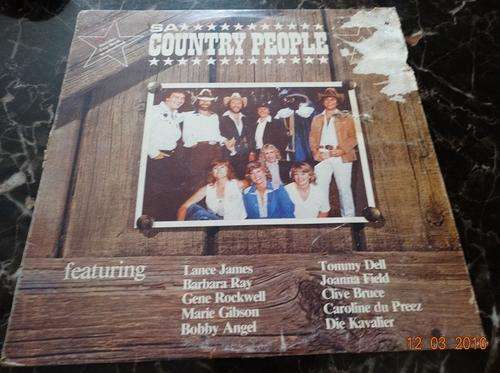 SA
COUNTRY PEOPLE
featuring
Lance James
Barbara Ray
Gene Rockwell
Marie Gibson
Bobby Angel
Tommy Dell
Joanna Field
Clive Bruce
Caroline du Preez
Die Kavalier
12 03 2010